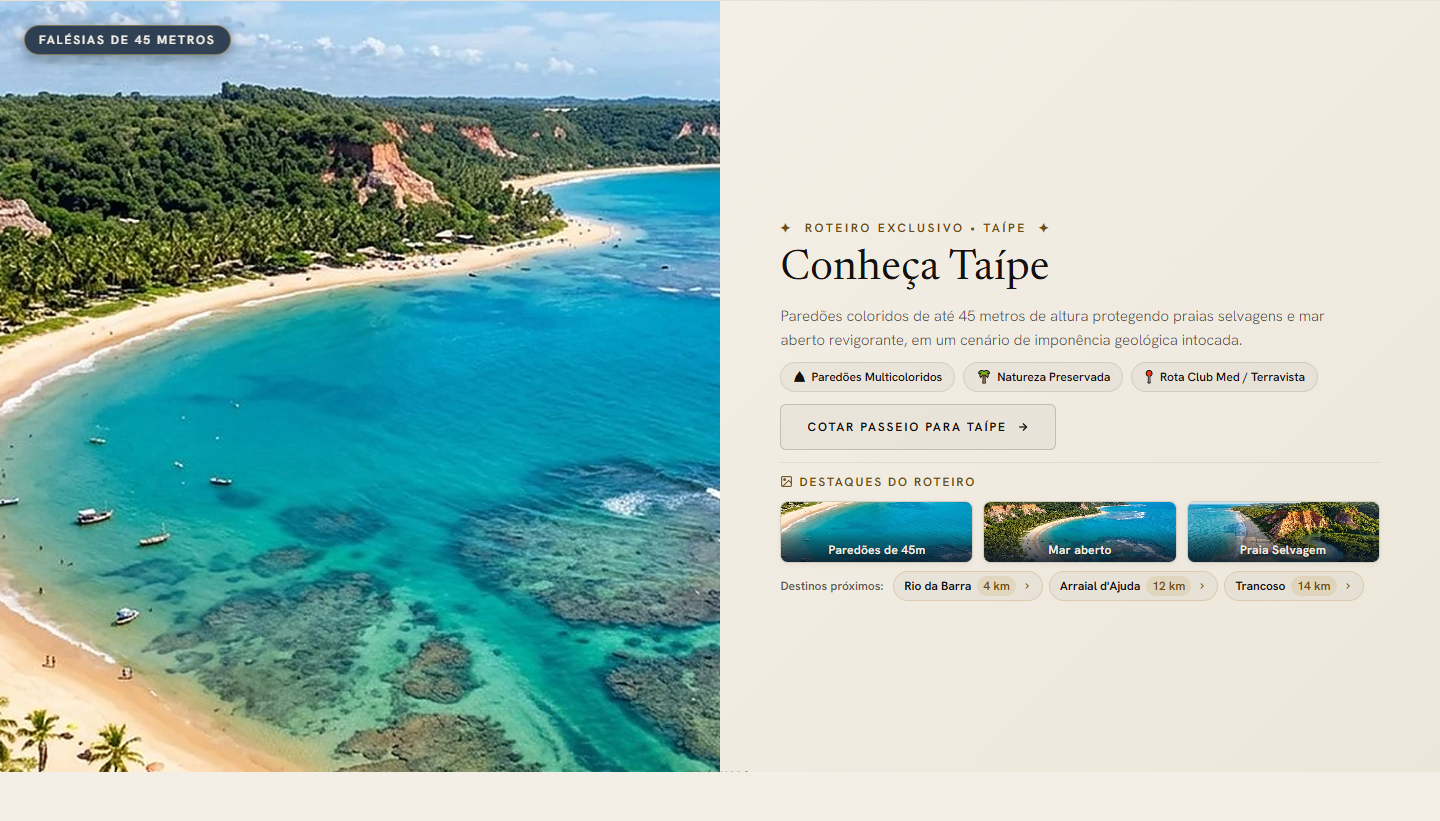 FALÉSIAS DE 45 METROS
✦ ROTEIRO EXCLUSIVO • TAÍPE ✦
Conheça Taípe
Paredões coloridos de até 45 metros de altura protegendo praias selvagens e mar
aberto revigorante, em um cenário de imponência geológica intocada.
Paredões Multicoloridos
Natureza Preservada
Rota Club Med / Terravista
COTAR PASSEIO PARA TAÍPE →
DESTAQUES DO ROTEIRO
Paredões de 45m
Mar aberto
Praia Selvagem
Destinos próximos: Rio da Barra 4 km › Arraial d'Ajuda 12 km › Trancoso 14 km ›